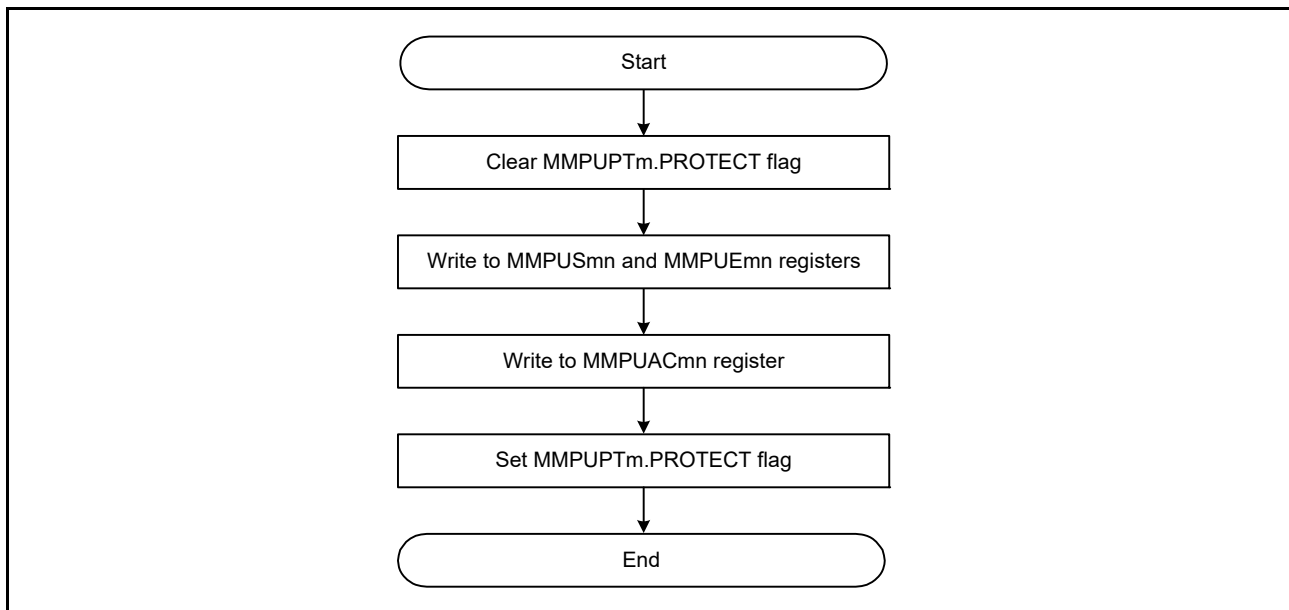 Start
Clear MMPUPTm.PROTECT flag
Write to MMPUSmn and MMPUEmn registers
Write to MMPUACmn register
Set MMPUPTm.PROTECT flag
End